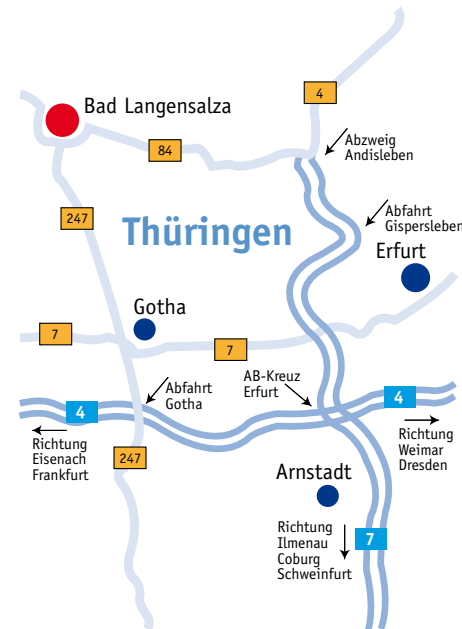 4
Bad Langensalza
Abzweig
Andisleben
84
247
Abfahrt
Gispersleben
Thüringen
Erfurt
Gotha
7
7
AB-Kreuz
Erfurt
Abfahrt
Gotha
4
4
Richtung
Eisenach
Frankfurt
Richtung
Weimar
Dresden
247
Arnstadt
Richtung
Ilmenau
Coburg
Schweinfurt
7